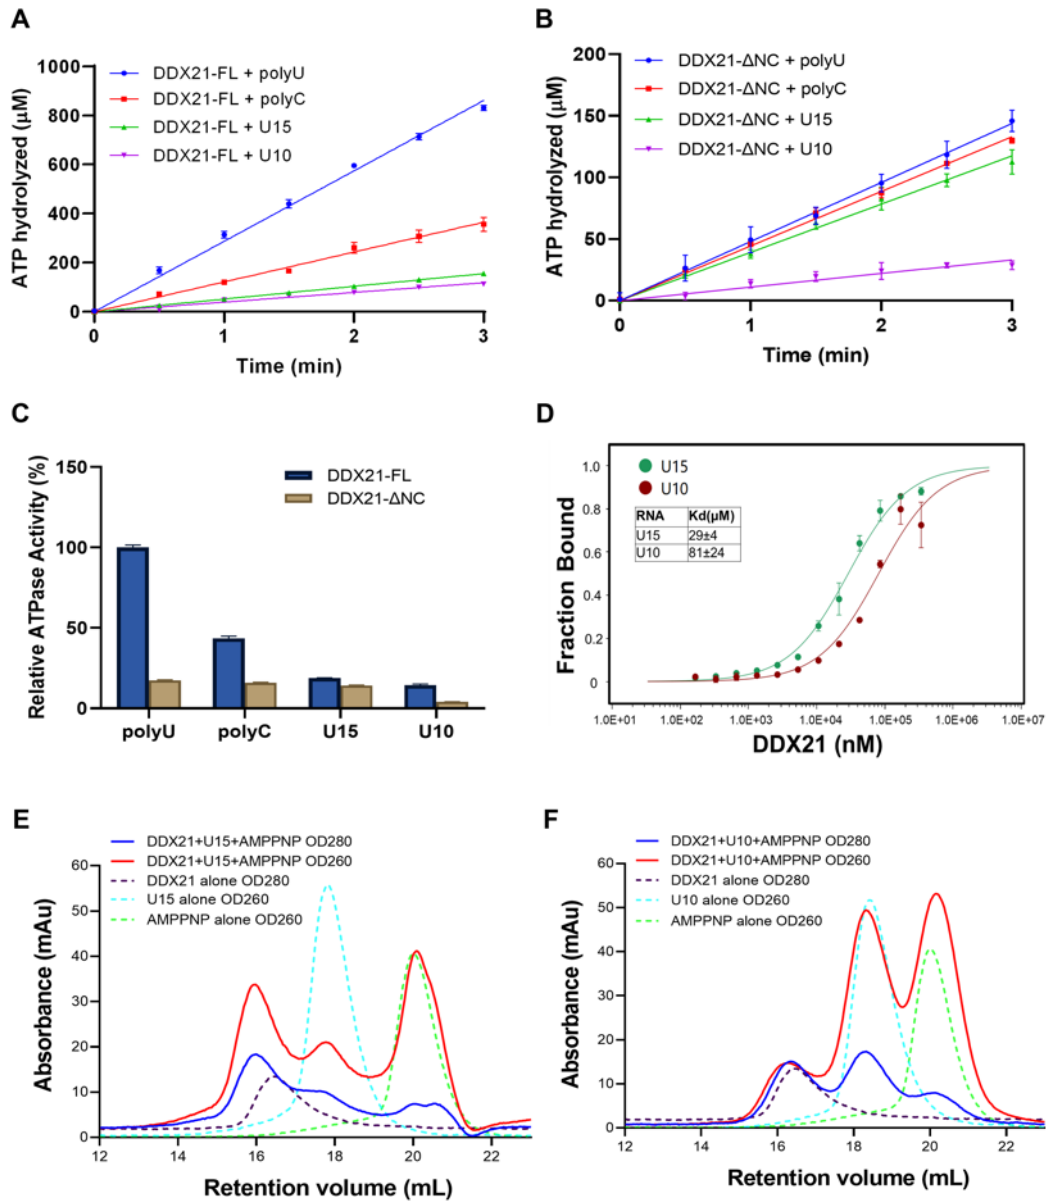 A
DDX21-FL + polyU
DDX21-FL + polyC
DDX21-FL + U15
DDX21-FL + U10
ATP hydrolyzed (μM)
1000
800
600
400
200
0
0
1
2
3
Time (min)
B
DDX21-ΔNC + polyU
DDX21-ΔNC + polyC
DDX21-ΔNC + U15
DDX21-ΔNC + U10
ATP hydrolyzed (μM)
200
150
100
50
0
0
1
2
3
Time (min)
C
DDX21-FL
DDX21-ΔNC
Relative ATPase Activity (%)
150
100
50
0
polyU
polyC
U15
U10
D
U15
U10
RNA Kd(μM)
U15 29±4
U10 81±24
Fraction Bound
1.0
0.8
0.6
0.4
0.2
0
1.0E+01
1.0E+02
1.0E+03
1.0E+04
1.0E+05
1.0E+06
1.0E+07
DDX21 (nM)
E
DDX21+U15+AMPPNP OD280
DDX21+U15+AMPPNP OD260
DDX21 alone OD280
U15 alone OD260
AMPPNP alone OD260
Absorbance (mAu)
60
50
40
30
20
10
0
12
14
16
18
20
22
Retention volume (mL)
F
DDX21+U10+AMPPNP OD280
DDX21+U10+AMPPNP OD260
DDX21 alone OD280
U10 alone OD260
AMPPNP alone OD260
Absorbance (mAu)
60
50
40
30
20
10
0
12
14
16
18
20
22
Retention volume (mL)